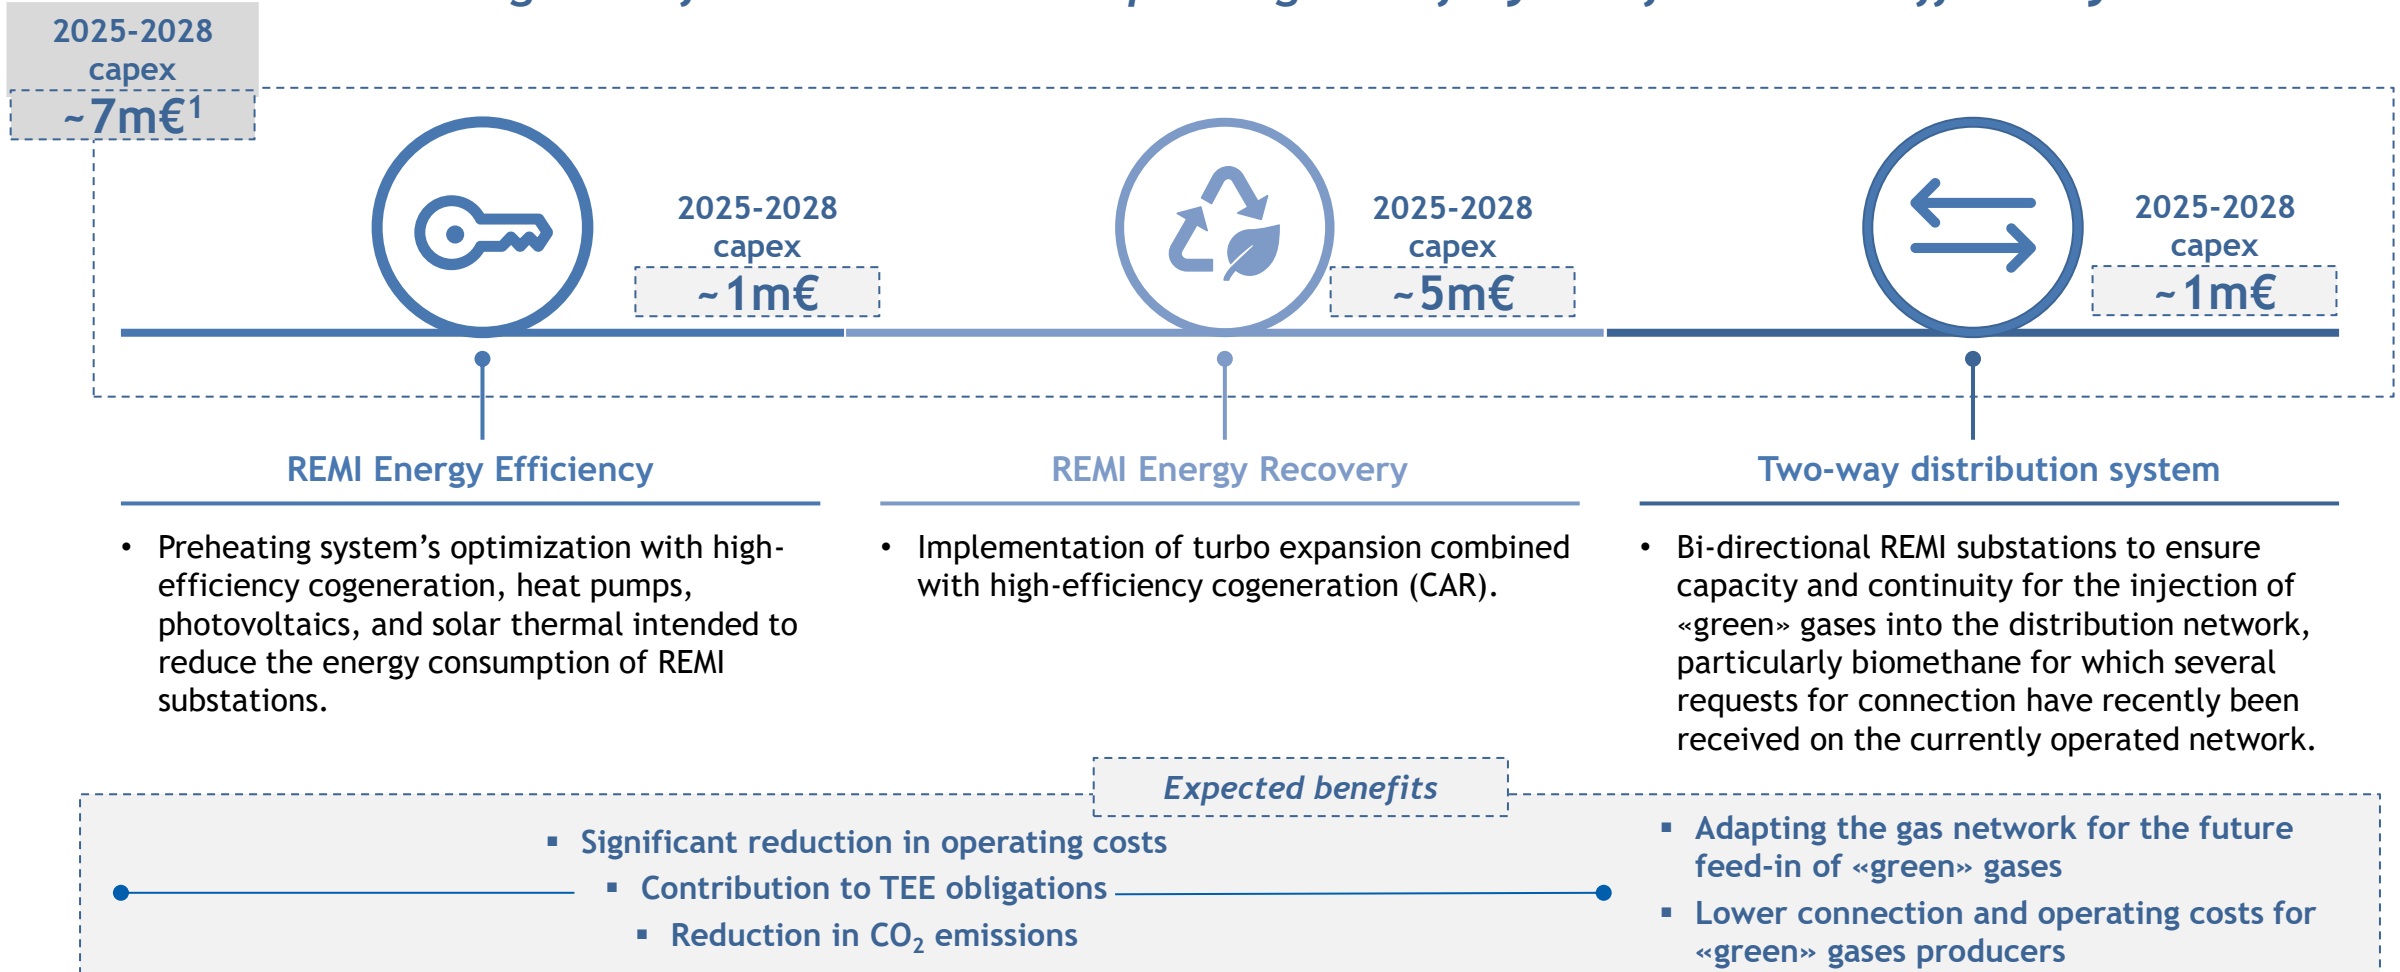 2025-2028
capex
~7m€¹
2025-2028
capex
~1m€
2025-2028
capex
~5m€
2025-2028
capex
~1m€
REMI Energy Efficiency
• Preheating system’s optimization with high-
efficiency cogeneration, heat pumps,
photovoltaics, and solar thermal intended to
reduce the energy consumption of REMI
substations.
REMI Energy Recovery
• Implementation of turbo expansion combined
with high-efficiency cogeneration (CAR).
Two-way distribution system
• Bi-directional REMI substations to ensure
capacity and continuity for the injection of
«green» gases into the distribution network,
particularly biomethane for which several
requests for connection have recently been
received on the currently operated network.
Expected benefits
▪ Significant reduction in operating costs
▪ Contribution to TEE obligations
▪ Reduction in CO₂ emissions
▪ Adapting the gas network for the future
feed-in of «green» gases
▪ Lower connection and operating costs for
«green» gases producers